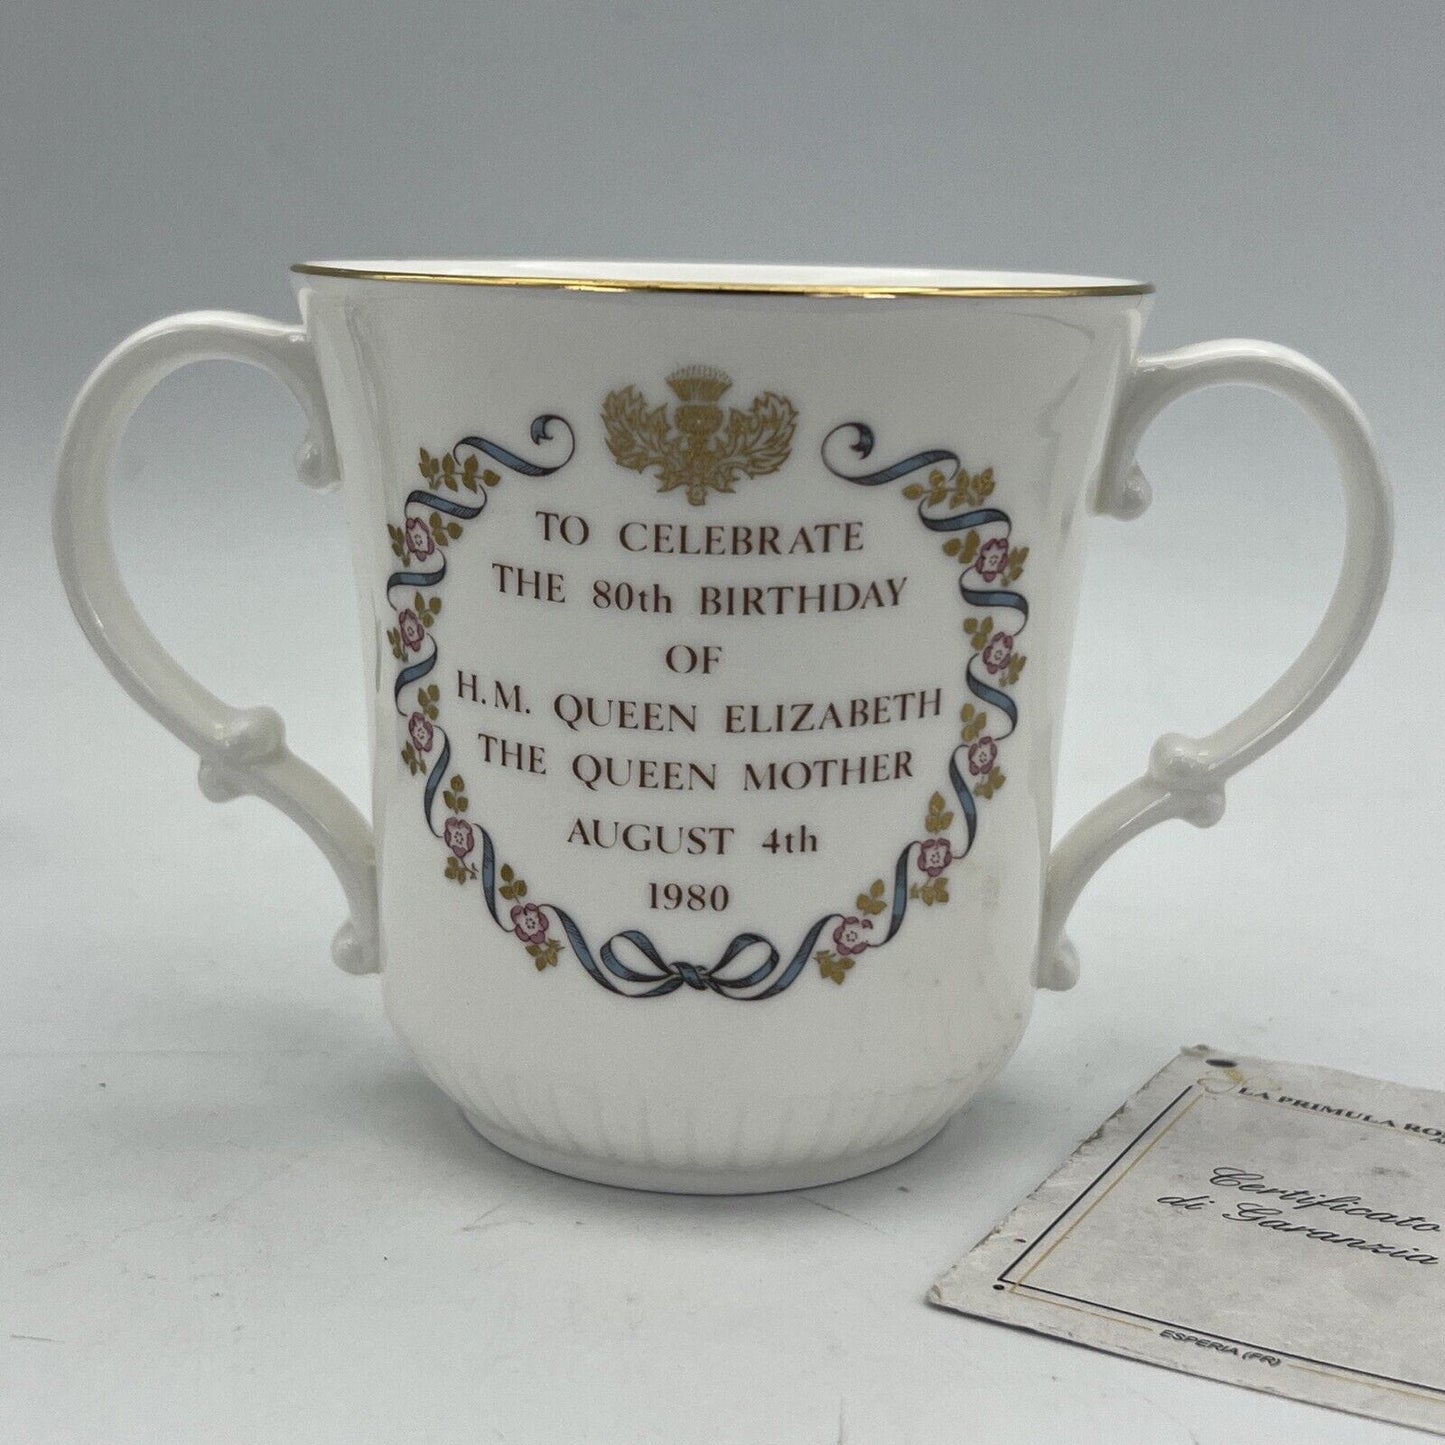 TO CELEBRATE
THE 80th BIRTHDAY
OF
H.M. QUEEN ELIZABETH
THE QUEEN MOTHER
AUGUST 4th
1980
LA PRIMULA
Certificato
di Garanzia
ESPERIA (FR)